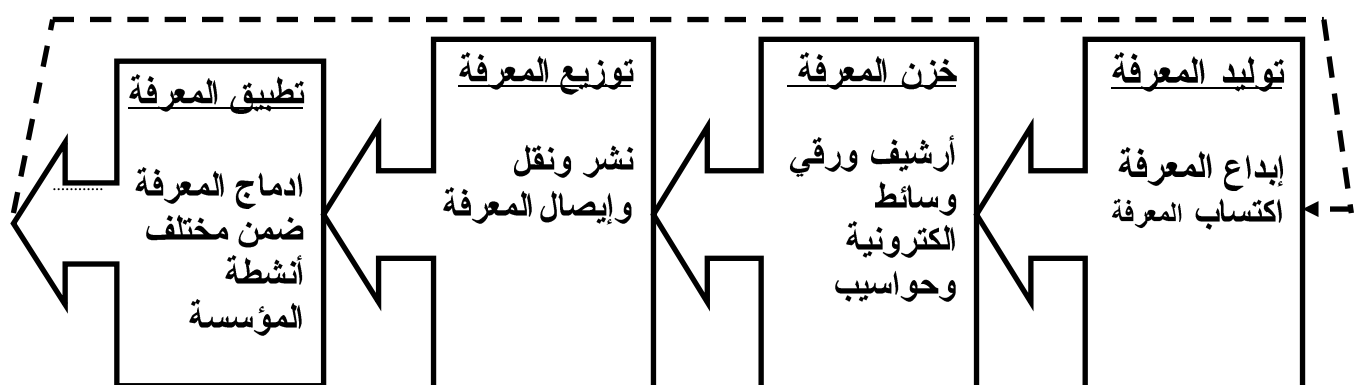 توليد المعرفة
إبداع المعرفة
اكتساب المعرفة
خزن المعرفة
أرشيف ورقي
وسائط
الكترونية
وحواسيب
توزيع المعرفة
نشر ونقل
وإيصال المعرفة
تطبيق المعرفة
ادماج المعرفة
ضمن مختلف
أنشطة
المؤسسة